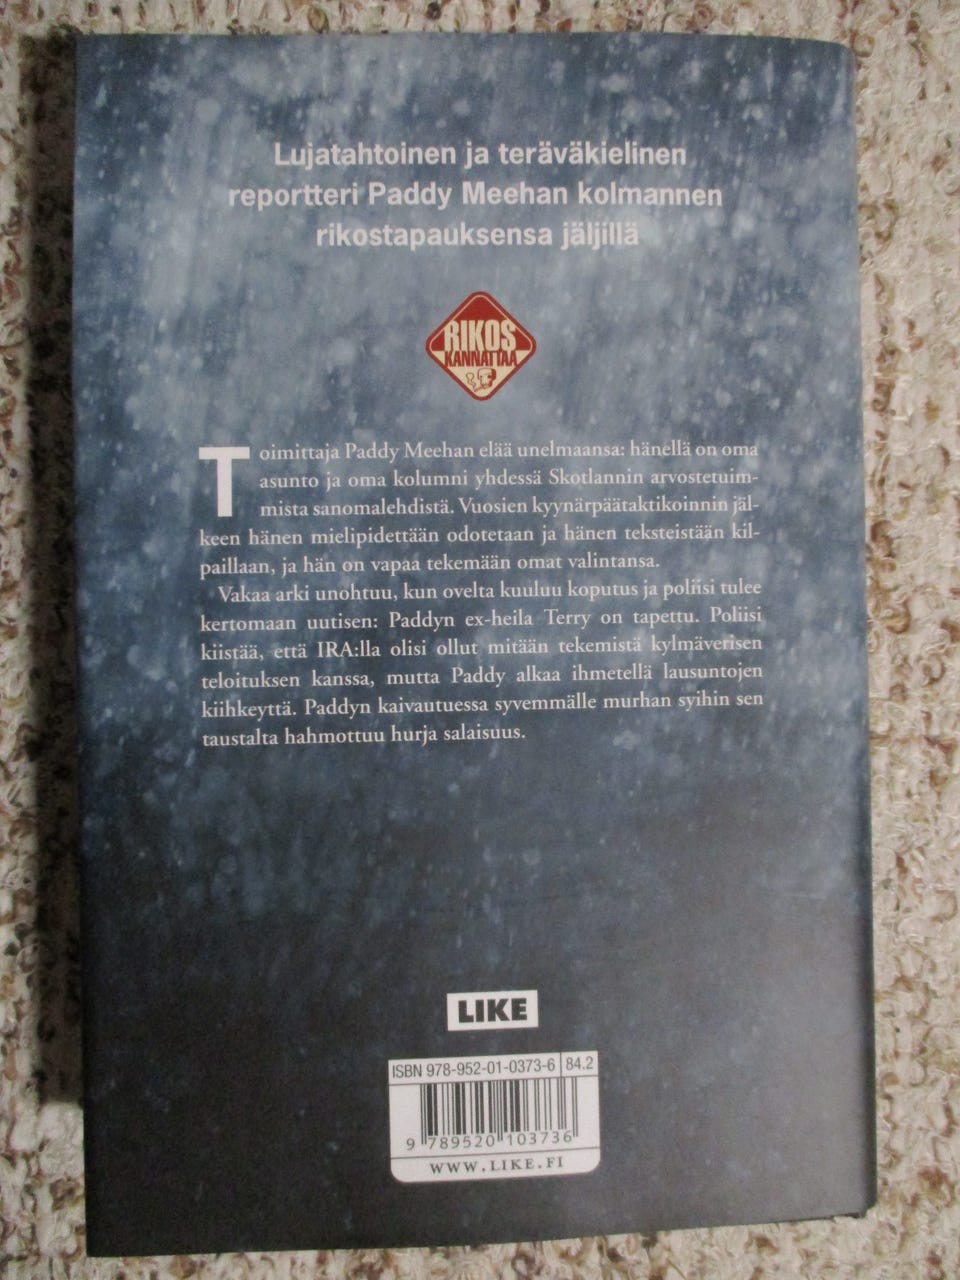 Lujatahtoinen ja teräväkielinen
reportteri Paddy Meehan kolmannen
rikostapauksensa jäljillä
RIKOS
KANNATTAA
Toimittaja Paddy Meehan elää unelmaansa: hänellä on oma
asunto ja oma kolumni yhdessä Skotlannin arvostetuim-
mista sanomalehdistä. Vuosien kyynärpäätaktikoinnin jäl-
keen hänen mielipidettään odotetaan ja hänen teksteistään kil-
paillaan, ja hän on vapaa tekemään omat valintansa.
Vakaa arki unohtuu, kun ovelta kuuluu koputus ja poliisi tulee
kertomaan uutisen: Paddyn ex-heila Terry on tapettu. Poliisi
kiistää, että IRA:lla olisi ollut mitään tekemistä kylmäverisen
teloituksen kanssa, mutta Paddy alkaa ihmetellä lausuntojen
kiihkeyttä. Paddyn kaivautuessa syvemmälle murhan syihin sen
taustalta hahmottuu hurja salaisuus.
LIKE
ISBN 978-952-01-0373-6 84.2
9 789520 103736
WWW.LIKE.FI